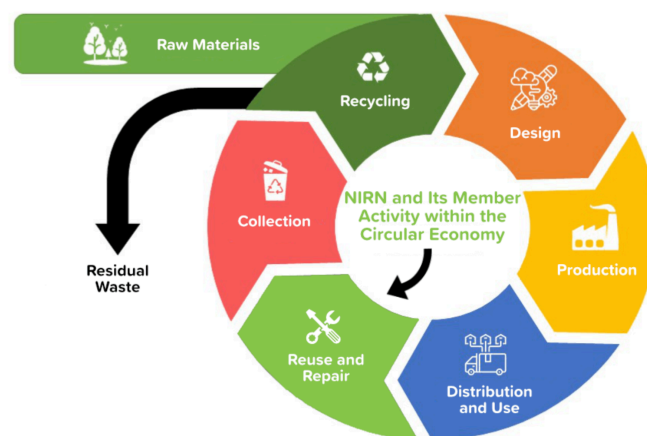 Raw Materials
Recycling
Design
Production
Distribution
and Use
Reuse and
Repair
Collection
Residual
Waste
NIRN and Its Member
Activity within the
Circular Economy